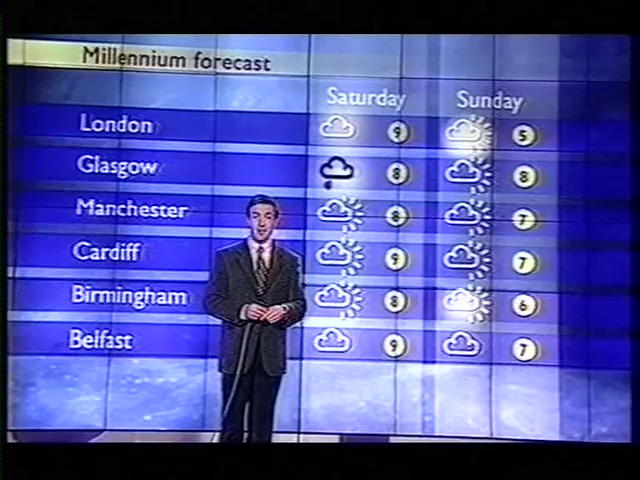 Millennium forecast
Saturday Sunday
London 9 5
Glasgow 8 8
Manchester 8 7
Cardiff 9 7
Birmingham 8 6
Belfast 9 7